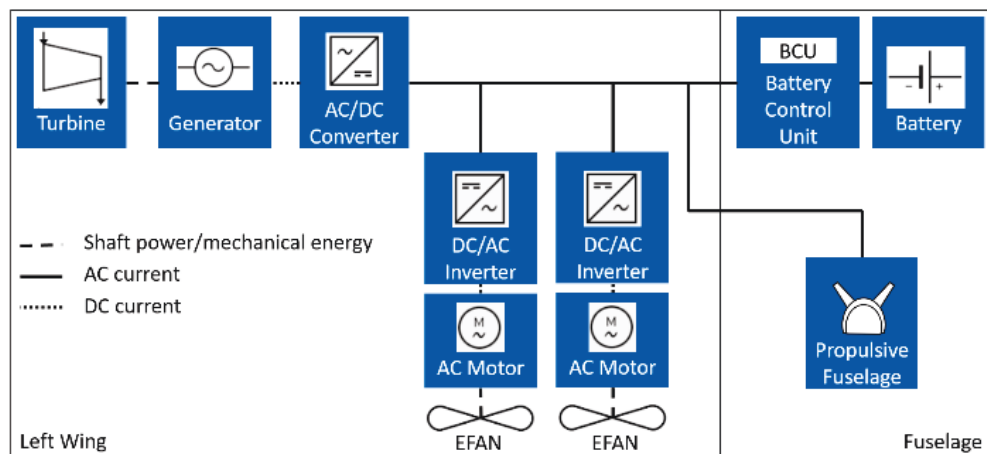 Turbine
Generator
AC/DC
Converter
BCU
Battery
Control
Unit
- +
Battery
DC/AC
Inverter
DC/AC
Inverter
Shaft power/mechanical energy
AC current
DC current
M
AC Motor
M
AC Motor
Propulsive
Fuselage
EFAN
EFAN
Left Wing
Fuselage